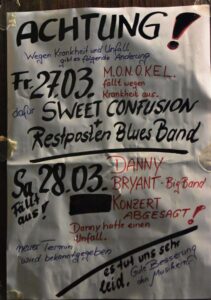 ACHTUNG!
Wegen Krankheit und Unfall
gibt es folgende Änderung
Fr. 27.03. M.O.N.O.KEL.
fällt wegen
Krankheit aus.
dafür SWEET CONFUSION
+
Restposten Blues Band
Sa. 28.03. DANNY
Fällt BRYANT-Big Band
aus! KONZERT
ABGESAGT!
Danny hatte einen
Unfall.
neuer Termin
wird bekanntgegeben
es tut uns sehr
leid. Gute Besserung
den Musikern!